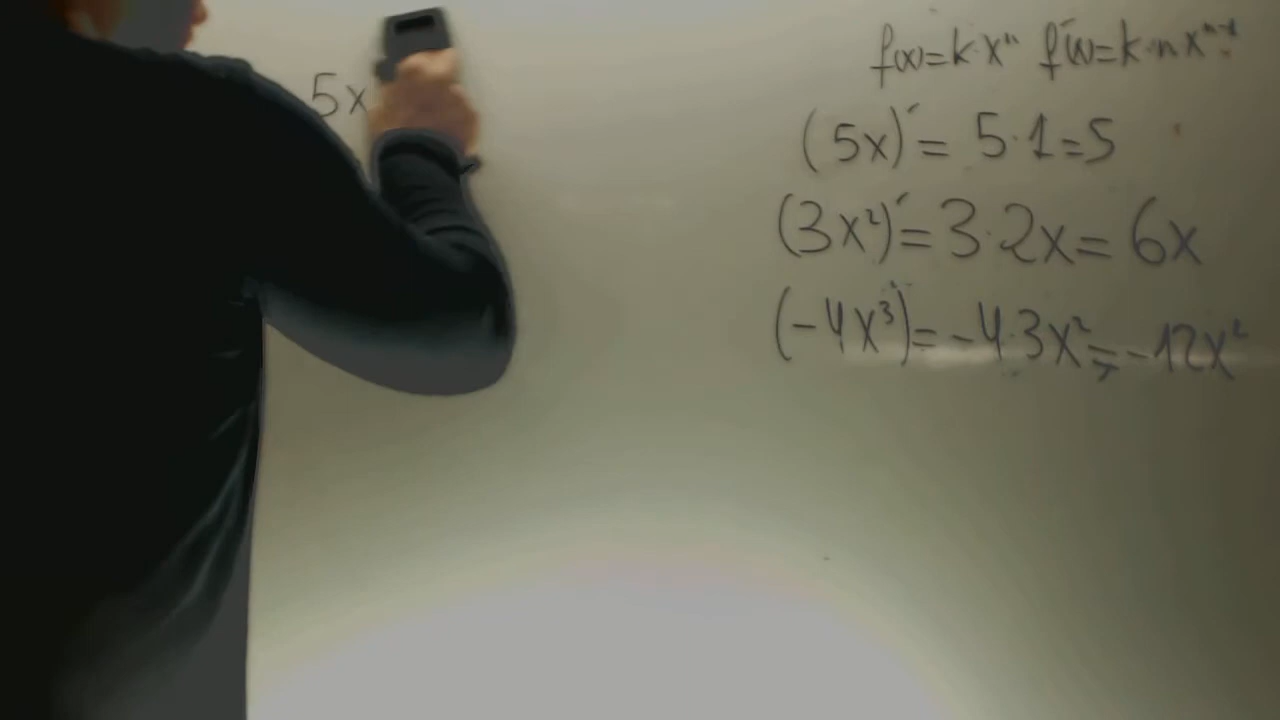 5x
f(x)=k·xⁿ f'(x)=k·n xⁿ⁻¹
(5x)'= 5·1=5
(3x²)'=3·2x= 6x
(-4x³)'= -4·3x²= -12x²